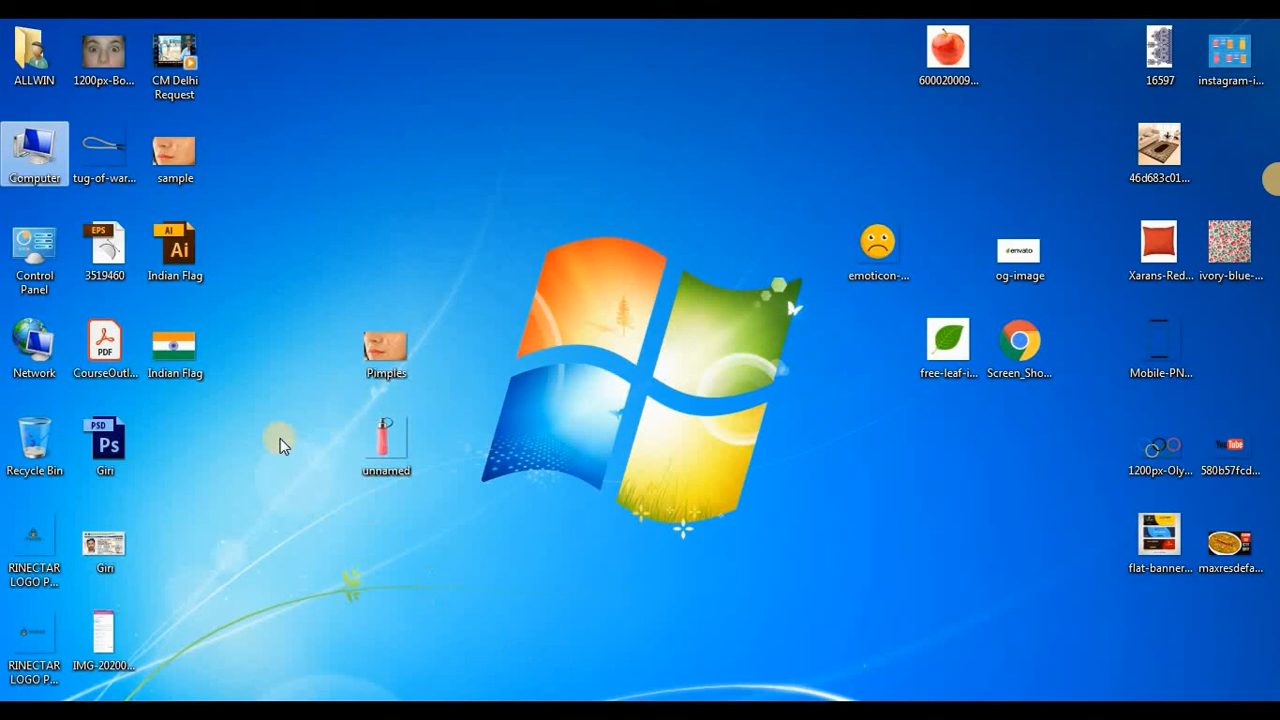 ALLWIN
1200px-Bo...
CM Delhi
Request
600020009...
16597
instagram-i...
Computer
tug-of-war...
sample
46d683c01...
EPS
AI
Ai
envato
Control
Panel
3519460
Indian Flag
emoticon-...
og-image
Xarans-Red...
ivory-blue-...
PDF
Network
CourseOutl...
Indian Flag
Pimples
free-leaf-i...
Screen_Sho...
Mobile-PN...
PSD
Ps
YouTube
Recycle Bin
Giri
unnamed
1200px-Oly...
580b57fcd...
RINECTAR
LOGO P...
Giri
flat-banner...
maxresdefa...
RINECTAR
LOGO P...
IMG-20200...